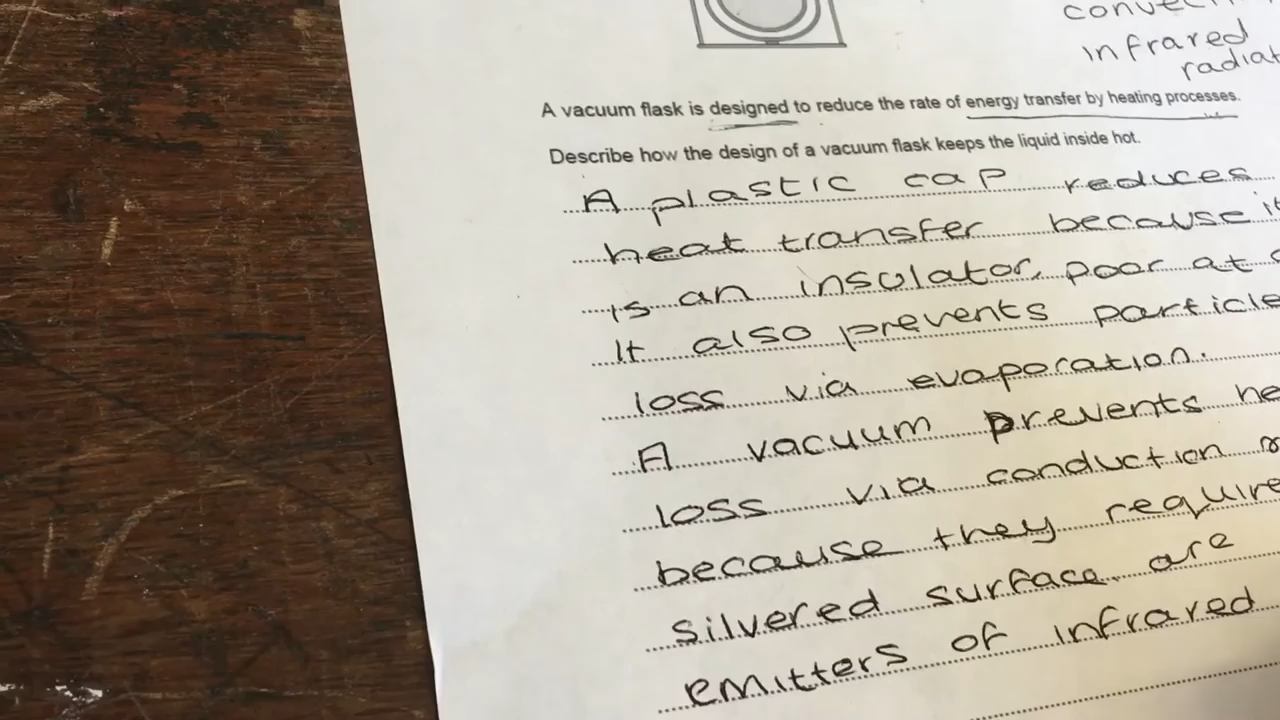 infrared
A vacuum flask is designed to reduce the rate of energy transfer by heating processes.
Describe how the design of a vacuum flask keeps the liquid inside hot.
A plastic cap reduces
heat transfer because it
is an insulator, poor at
It also prevents particle
loss via evaporation.
A vacuum prevents
loss via conduction
because they require
silvered surface are
emitters of infrared